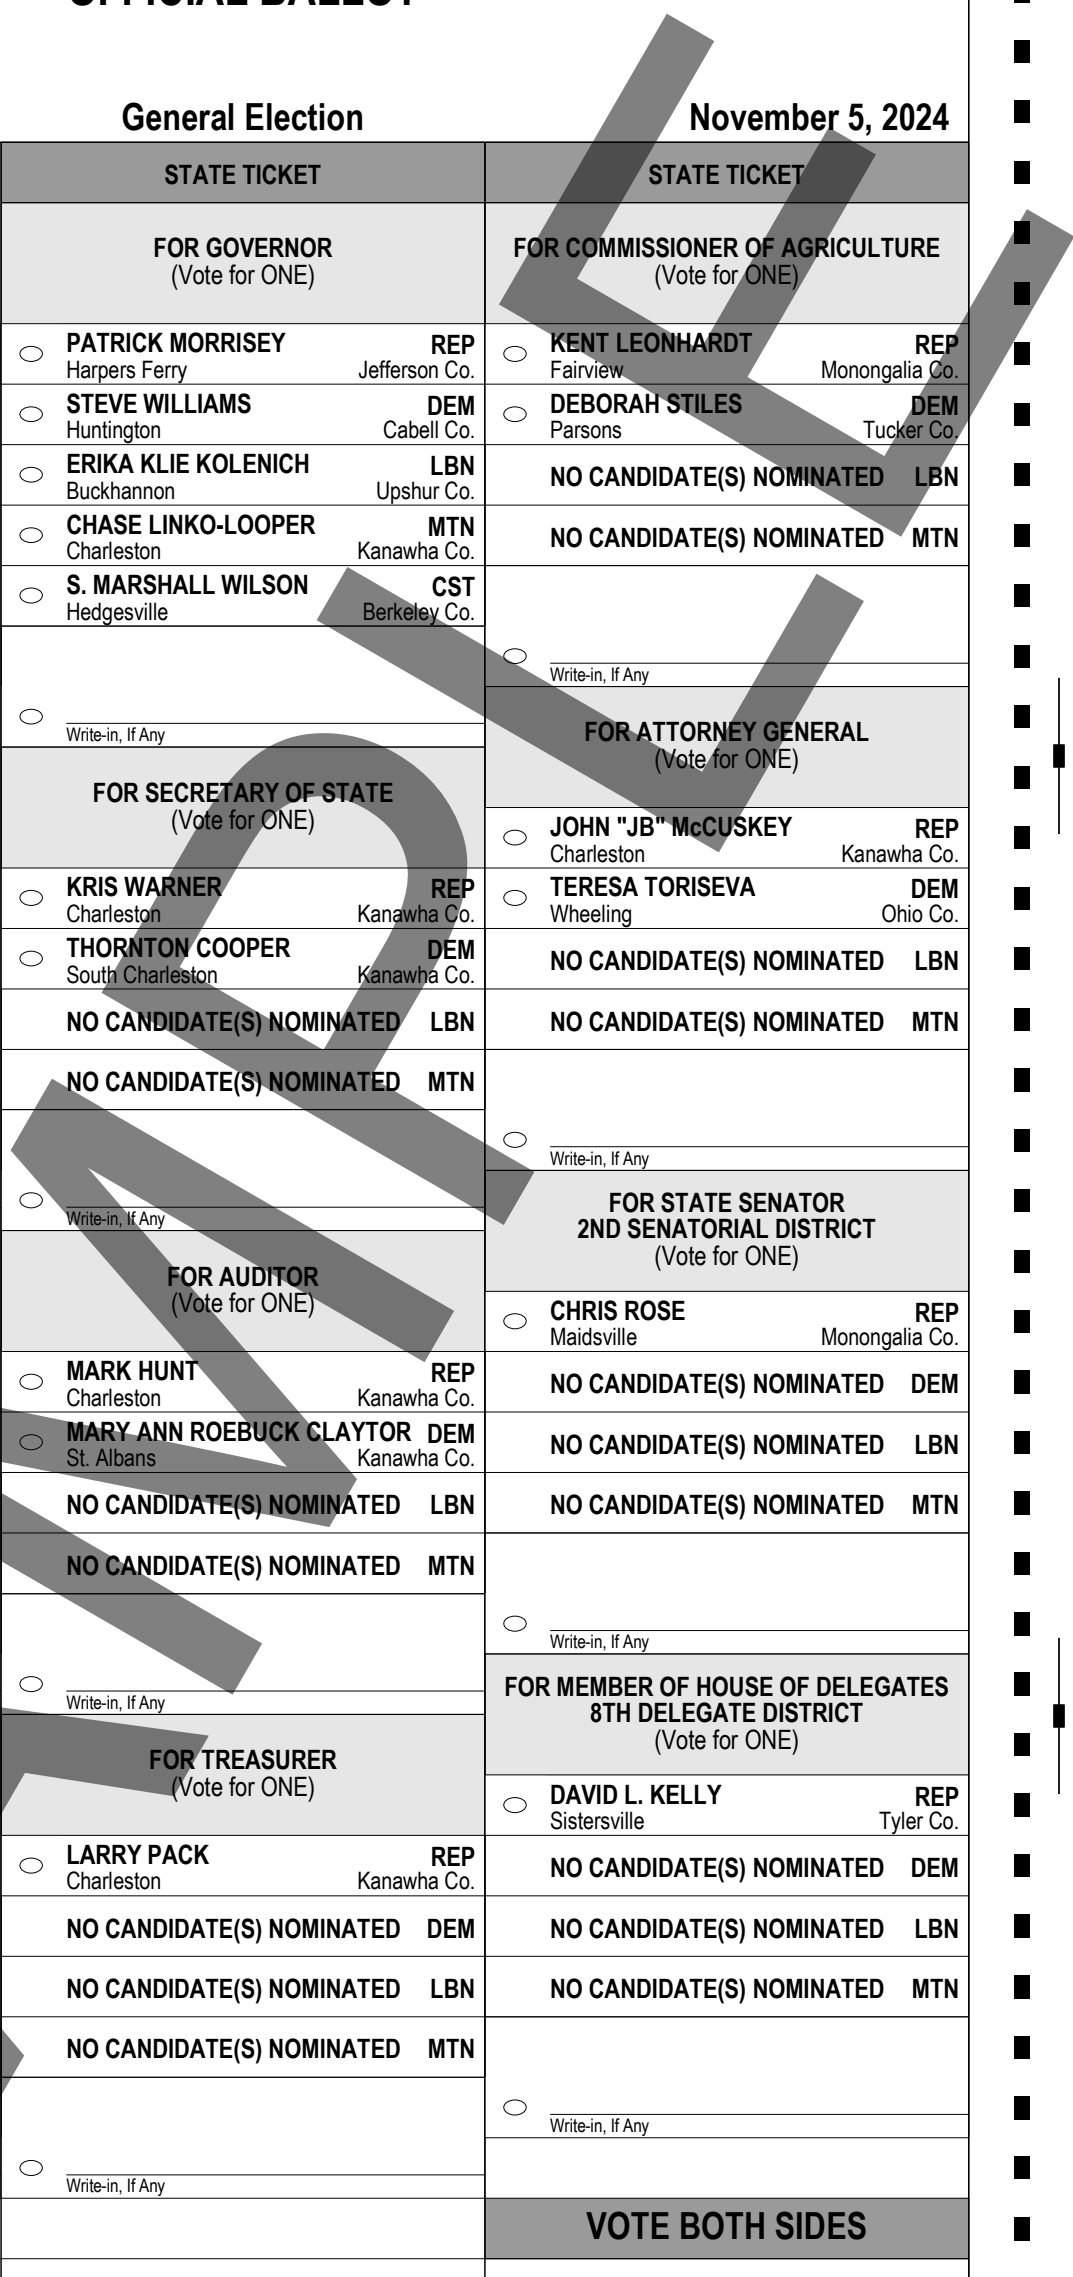 OFFICIAL BALLOT
General Election
November 5, 2024
STATE TICKET
FOR GOVERNOR
(Vote for ONE)
PATRICK MORRISEY REP
Harpers Ferry Jefferson Co.
STEVE WILLIAMS DEM
Huntington Cabell Co.
ERIKA KLIE KOLENICH LBN
Buckhannon Upshur Co.
CHASE LINKO-LOOPER MTN
Charleston Kanawha Co.
S. MARSHALL WILSON CST
Hedgesville Berkeley Co.
Write-in, If Any
FOR SECRETARY OF STATE
(Vote for ONE)
KRIS WARNER REP
Charleston Kanawha Co.
THORNTON COOPER DEM
South Charleston Kanawha Co.
NO CANDIDATE(S) NOMINATED LBN
NO CANDIDATE(S) NOMINATED MTN
Write-in, If Any
FOR AUDITOR
(Vote for ONE)
MARK HUNT REP
Charleston Kanawha Co.
MARY ANN ROEBUCK CLAYTOR DEM
St. Albans Kanawha Co.
NO CANDIDATE(S) NOMINATED LBN
NO CANDIDATE(S) NOMINATED MTN
Write-in, If Any
FOR TREASURER
(Vote for ONE)
LARRY PACK REP
Charleston Kanawha Co.
NO CANDIDATE(S) NOMINATED DEM
NO CANDIDATE(S) NOMINATED LBN
NO CANDIDATE(S) NOMINATED MTN
Write-in, If Any
STATE TICKET
FOR COMMISSIONER OF AGRICULTURE
(Vote for ONE)
KENT LEONHARDT REP
Fairview Monongalia Co.
DEBORAH STILES DEM
Parsons Tucker Co.
NO CANDIDATE(S) NOMINATED LBN
NO CANDIDATE(S) NOMINATED MTN
Write-in, If Any
FOR ATTORNEY GENERAL
(Vote for ONE)
JOHN "JB" McCUSKEY REP
Charleston Kanawha Co.
TERESA TORISEVA DEM
Wheeling Ohio Co.
NO CANDIDATE(S) NOMINATED LBN
NO CANDIDATE(S) NOMINATED MTN
Write-in, If Any
FOR STATE SENATOR
2ND SENATORIAL DISTRICT
(Vote for ONE)
CHRIS ROSE REP
Maidsville Monongalia Co.
NO CANDIDATE(S) NOMINATED DEM
NO CANDIDATE(S) NOMINATED LBN
NO CANDIDATE(S) NOMINATED MTN
Write-in, If Any
FOR MEMBER OF HOUSE OF DELEGATES
8TH DELEGATE DISTRICT
(Vote for ONE)
DAVID L. KELLY REP
Sistersville Tyler Co.
NO CANDIDATE(S) NOMINATED DEM
NO CANDIDATE(S) NOMINATED LBN
NO CANDIDATE(S) NOMINATED MTN
Write-in, If Any
VOTE BOTH SIDES
MPLE